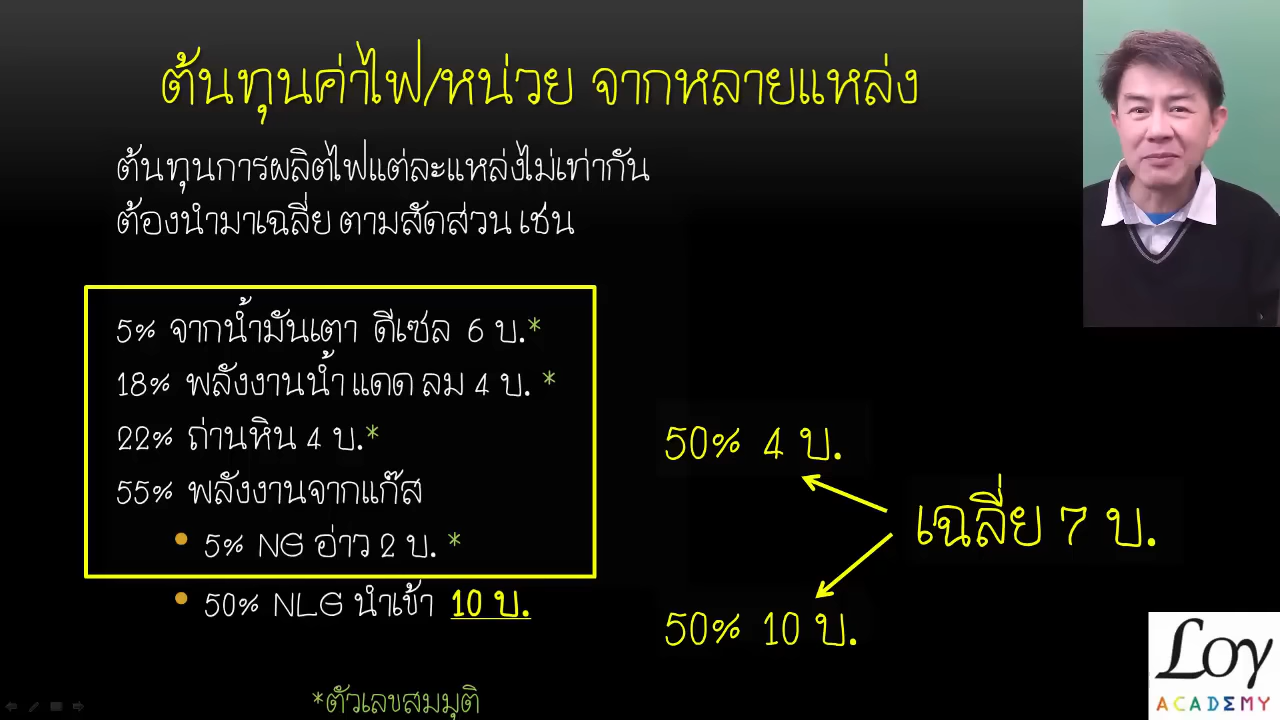 ต้นทุนค่าไฟ/หน่วย จากหลายแหล่ง
ต้นทุนการผลิตไฟแต่ละแหล่งไม่เท่ากัน
ต้องนำมาเฉลี่ย ตามสัดส่วน เช่น
5% จากน้ำมันเตา ดีเซล 6 บ.*
18% พลังงานน้ำ แดด ลม 4 บ. *
22% ถ่านหิน 4 บ.*
55% พลังงานจากแก๊ส
• 5% NG อ่าว 2 บ. *
• 50% NLG นำเข้า 10 บ.
50% 4 บ.
เฉลี่ย 7 บ.
50% 10 บ.
*ตัวเลขสมมุติ
Loy
ACADEMY